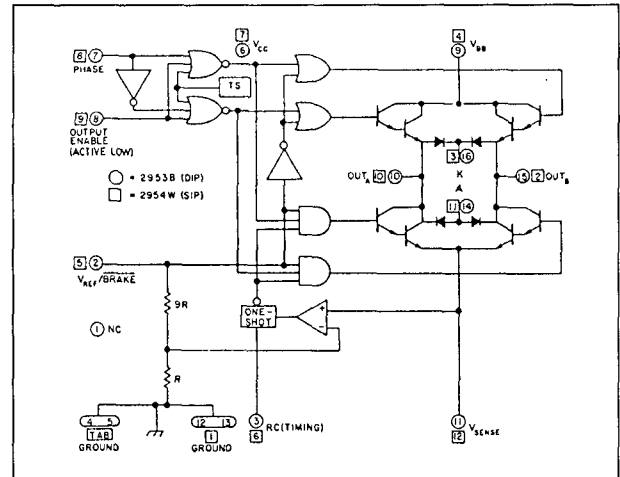 7 6 VCC
4 9 VBB
8 7
PHASE
TS
9 8
OUTPUT
ENABLE
(ACTIVE LOW)
○ = 2953B (DIP)
□ = 2954W (SIP)
3 16
OUTA 10 10
K
A
15 2 OUTB
11 14
5 2
VREF/BRAKE
9R
1 NC
ONE-
SHOT
+
−
R
4 5
TAB
GROUND
12 13
1
GROUND
3 RC(TIMING)
6
11
12 VSENSE